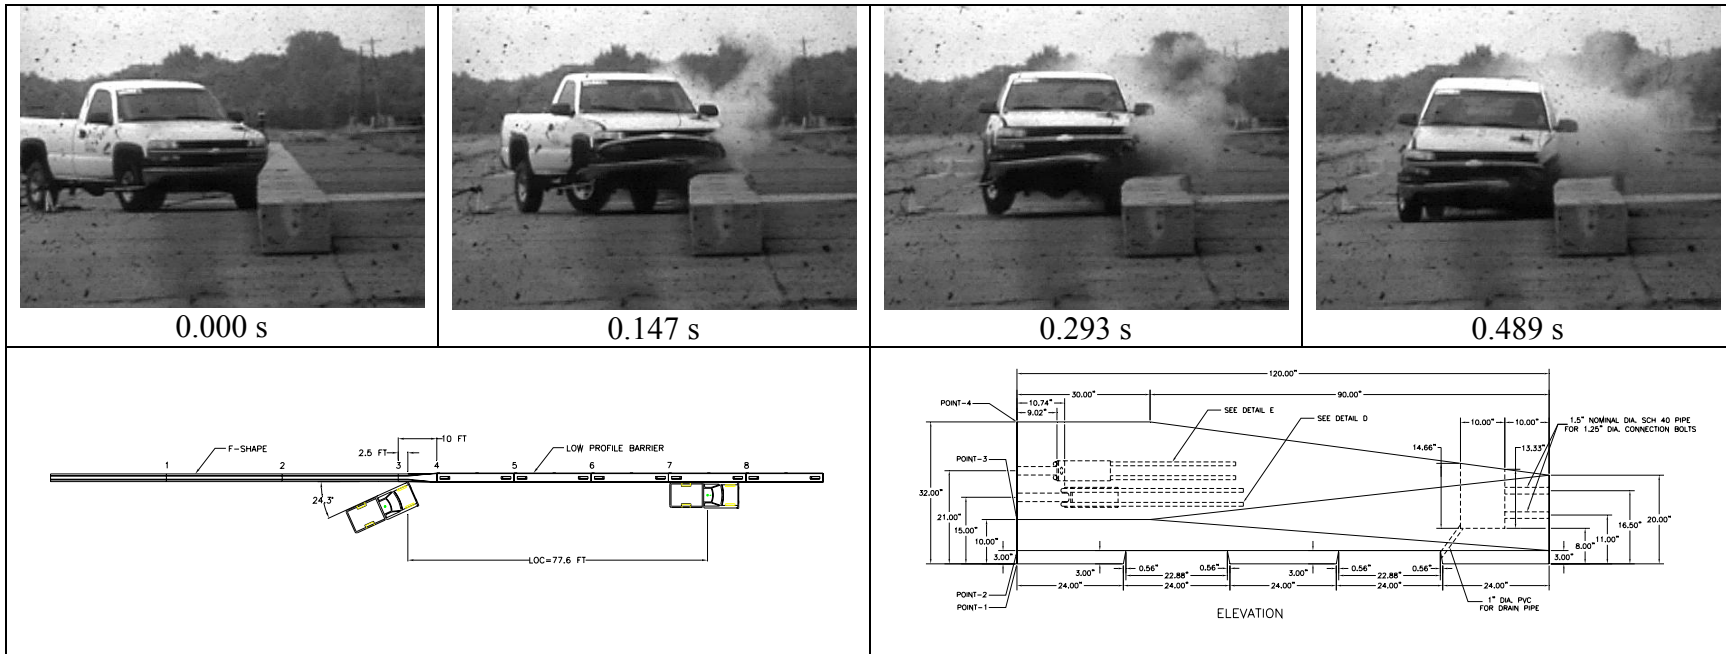 0.000 s
0.147 s
0.293 s
0.489 s
F-SHAPE
10 FT
2.5 FT
LOW PROFILE BARRIER
1 2 3 4 5 6 7 8
24.3°
LOC=77.6 FT
120.00"
30.00" 90.00"
10.74"
9.02"
POINT-4
SEE DETAIL E
SEE DETAIL D
10.00" 10.00"
1.5" NOMINAL DIA. SCH 40 PIPE
FOR 1.25" DIA. CONNECTION BOLTS
14.66" 13.33"
POINT-3
32.00"
21.00"
15.00"
10.00"
3.00"
16.50" 20.00"
11.00"
8.00"
3.00"
3.00" 0.56" 0.56" 3.00" 0.56" 0.56"
22.88" 22.88"
24.00" 24.00" 24.00" 24.00" 24.00"
POINT-2
POINT-1
1" DIA. PVC
FOR DRAIN PIPE
ELEVATION